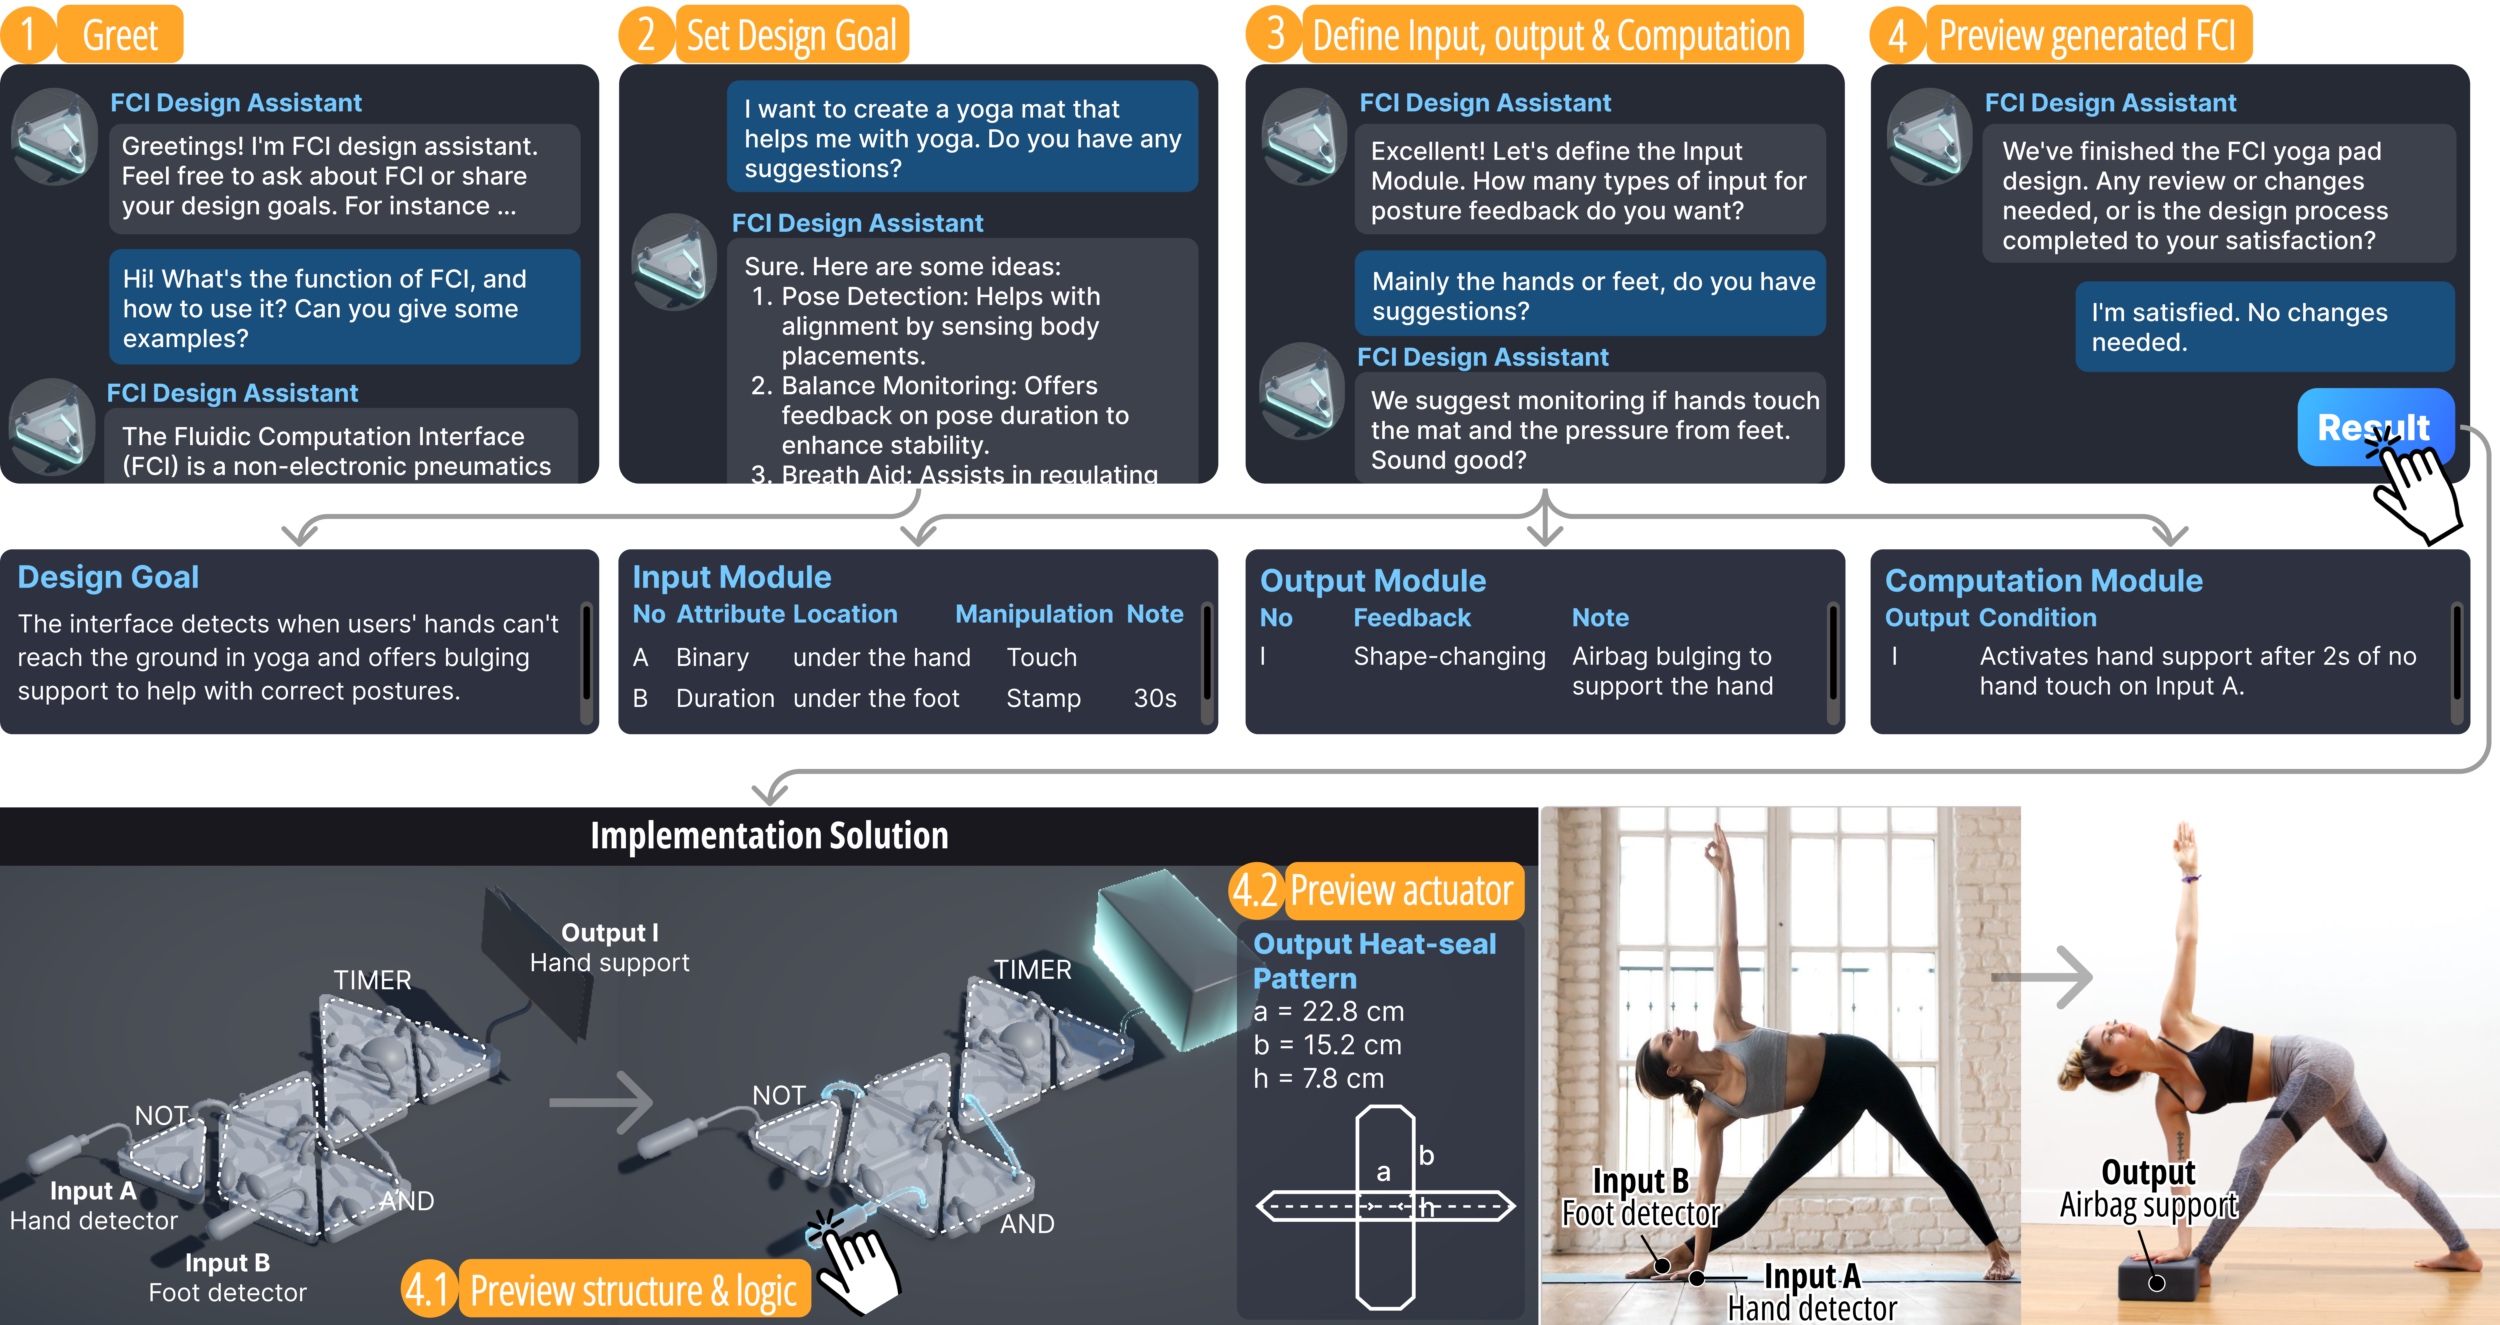 1 Greet
FCI Design Assistant
Greetings! I'm FCI design assistant.
Feel free to ask about FCI or share
your design goals. For instance ...
Hi! What's the function of FCI, and
how to use it? Can you give some
examples?
FCI Design Assistant
The Fluidic Computation Interface
(FCI) is a non-electronic pneumatics
2 Set Design Goal
I want to create a yoga mat that
helps me with yoga. Do you have any
suggestions?
FCI Design Assistant
Sure. Here are some ideas:
1. Pose Detection: Helps with
alignment by sensing body
placements.
2. Balance Monitoring: Offers
feedback on pose duration to
enhance stability.
3. Breath Aid: Assists in regulating
3 Define Input, output & Computation
FCI Design Assistant
Excellent! Let's define the Input
Module. How many types of input for
posture feedback do you want?
Mainly the hands or feet, do you have
suggestions?
FCI Design Assistant
We suggest monitoring if hands touch
the mat and the pressure from feet.
Sound good?
4 Preview generated FCI
FCI Design Assistant
We've finished the FCI yoga pad
design. Any review or changes
needed, or is the design process
completed to your satisfaction?
I'm satisfied. No changes
needed.
Result
Design Goal
The interface detects when users' hands can't
reach the ground in yoga and offers bulging
support to help with correct postures.
Input Module
No Attribute Location Manipulation Note
A Binary under the hand Touch
B Duration under the foot Stamp 30s
Output Module
No Feedback Note
I Shape-changing Airbag bulging to
support the hand
Computation Module
Output Condition
I Activates hand support after 2s of no
hand touch on Input A.
Implementation Solution
Output I
Hand support
TIMER
NOT
AND
Input A
Hand detector
Input B
Foot detector
TIMER
NOT
AND
4.1 Preview structure & logic
4.2 Preview actuator
Output Heat-seal
Pattern
a = 22.8 cm
b = 15.2 cm
h = 7.8 cm
b
a
h
Input B
Foot detector
Input A
Hand detector
Output
Airbag support